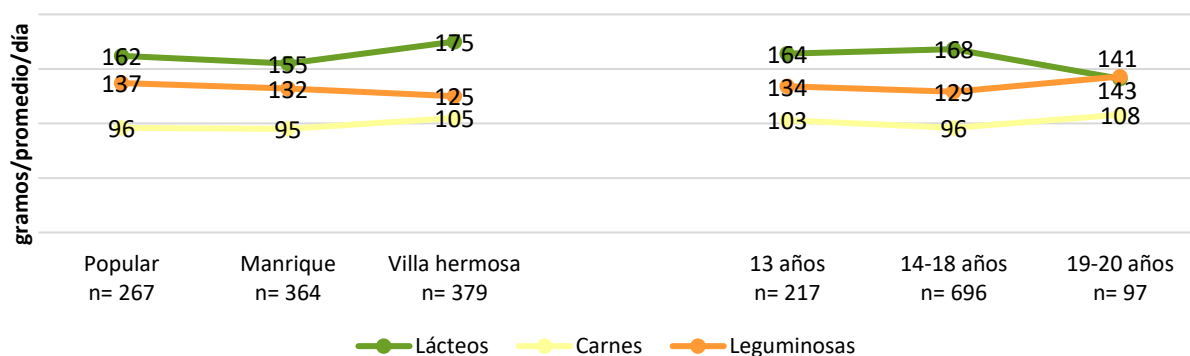 gramos/promedio/día
162
155
175
137
132
125
96
95
105
164
168
141
134
129
143
103
96
108
Popular
n= 267
Manrique
n= 364
Villa hermosa
n= 379
13 años
n= 217
14-18 años
n= 696
19-20 años
n= 97
Lácteos
Carnes
Leguminosas